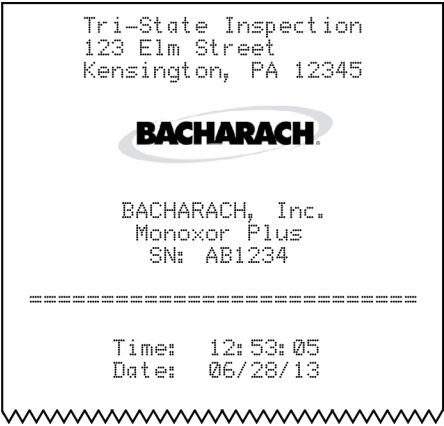 Tri-State Inspection
123 Elm Street
Kensington, PA 12345
BACHARACH
BACHARACH, Inc.
Monoxor Plus
SN: AB1234
===========================
Time: 12:53:05
Date: 06/28/13